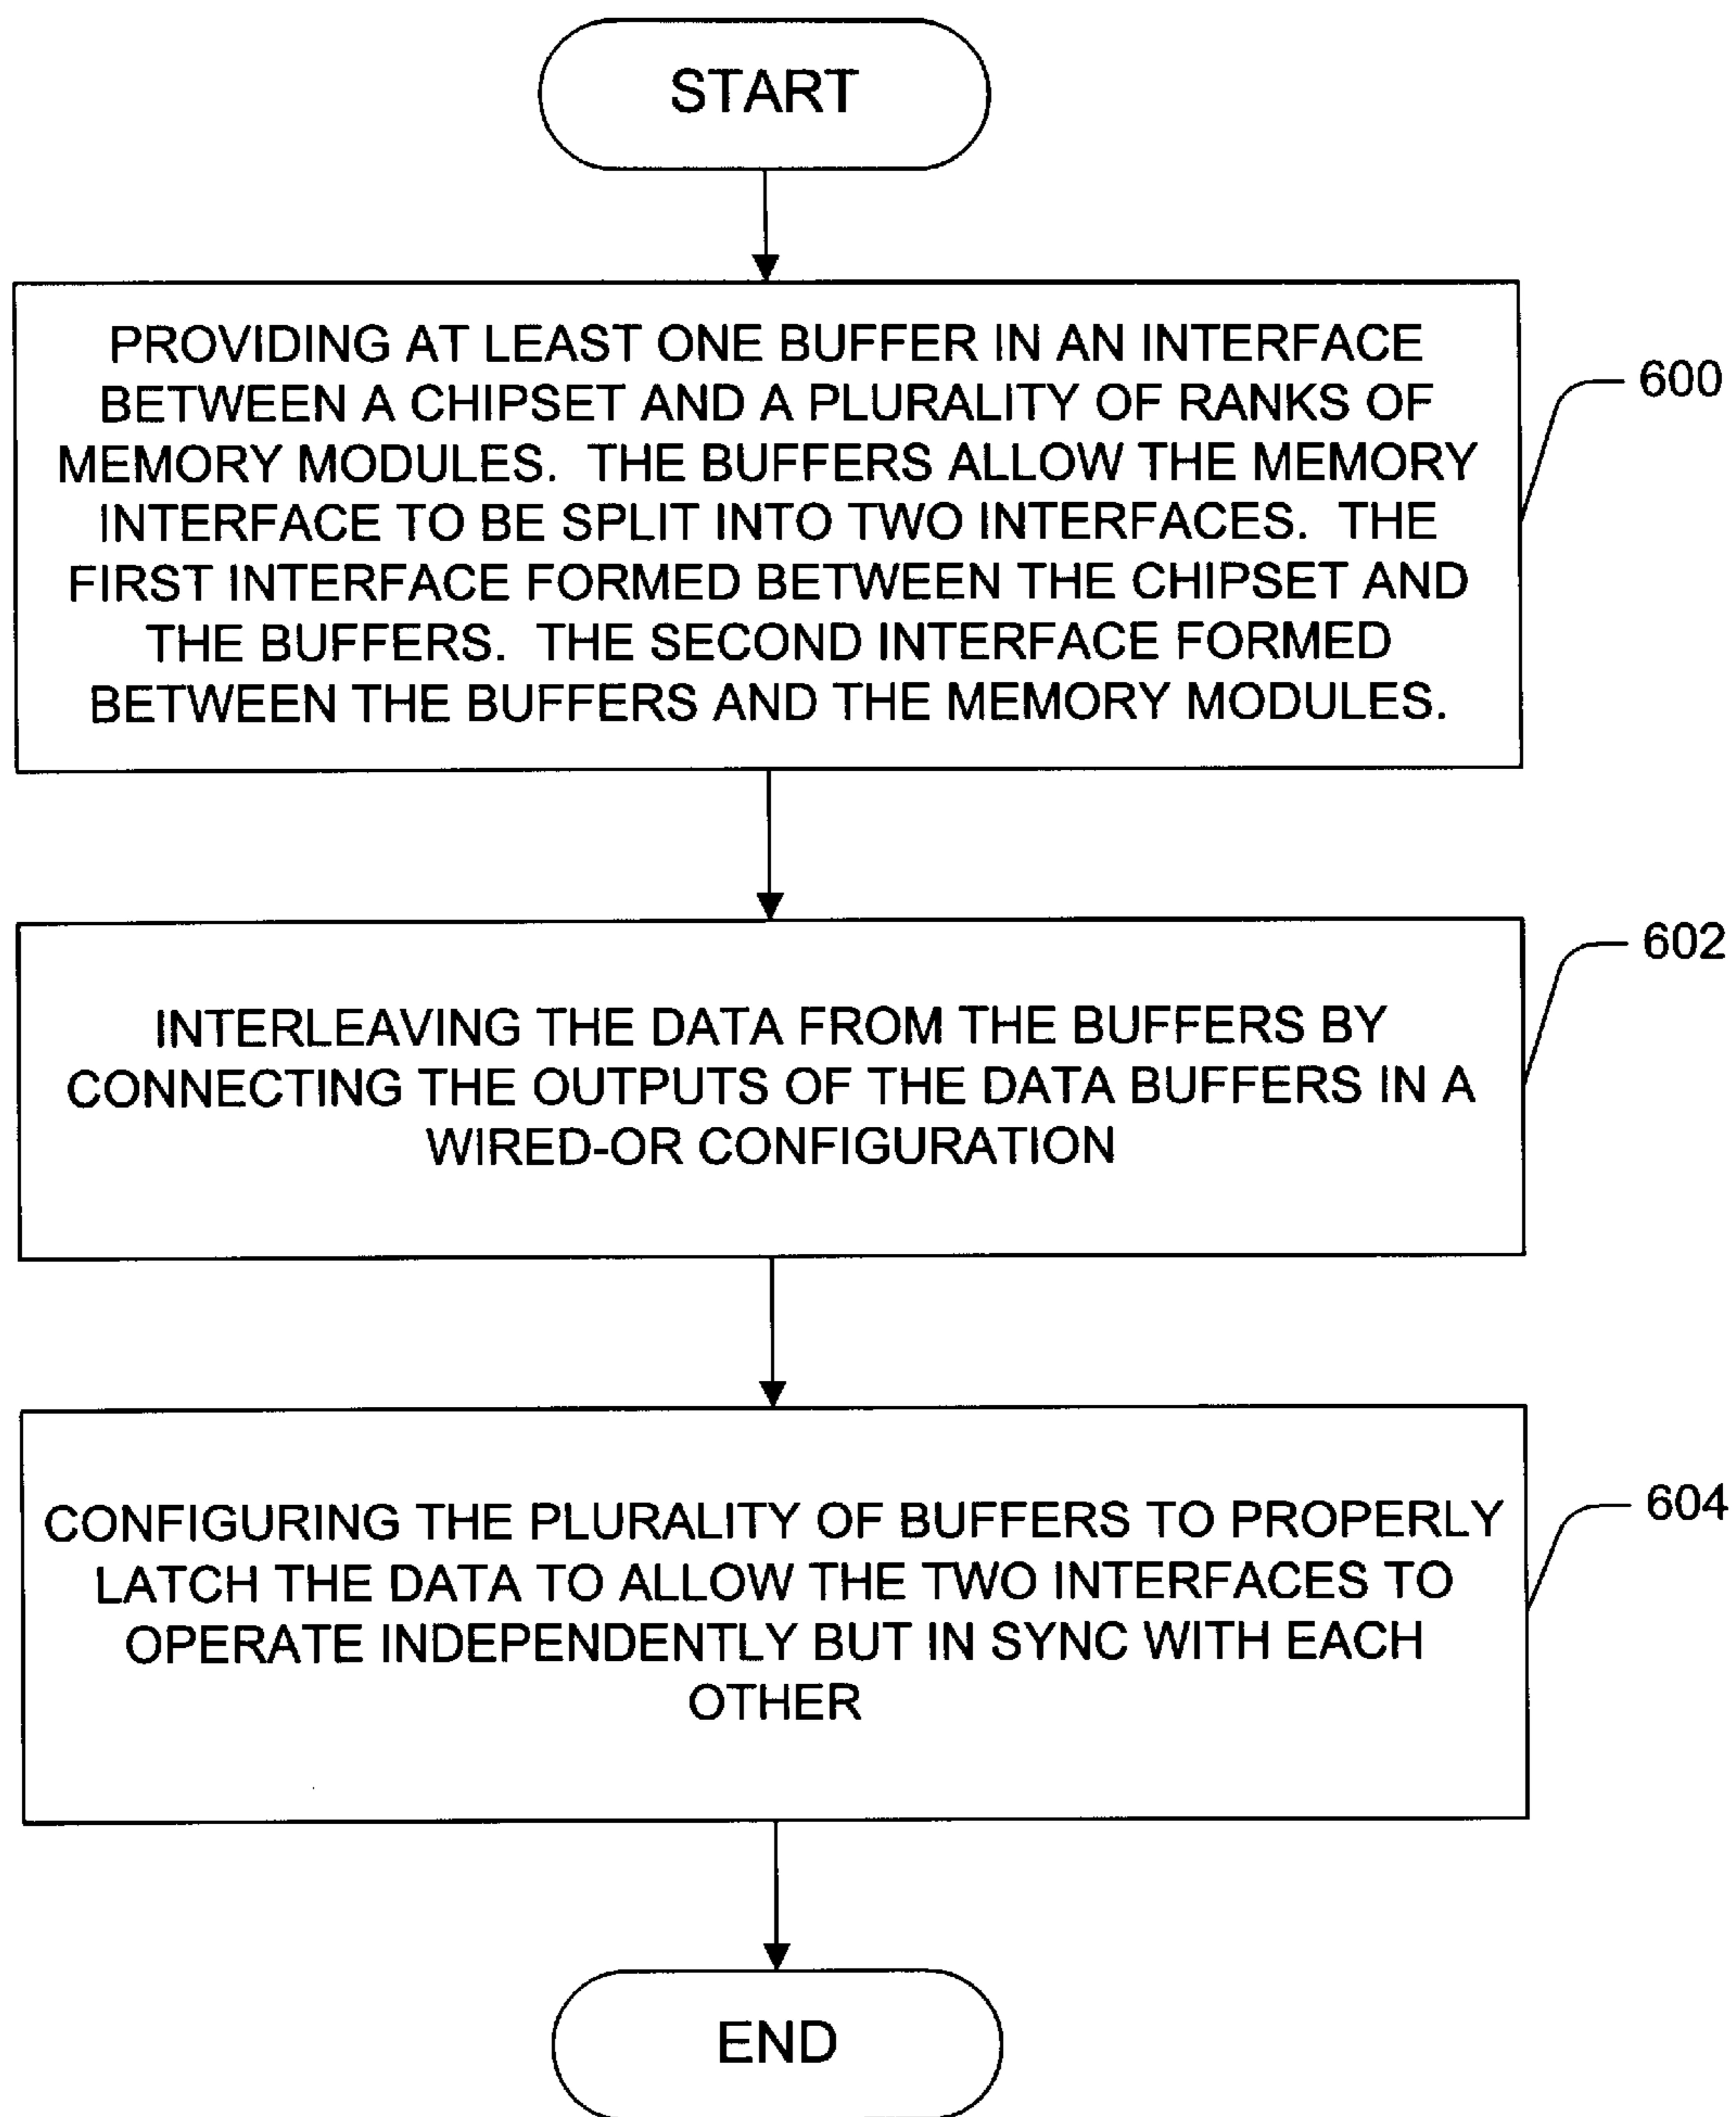 START
PROVIDING AT LEAST ONE BUFFER IN AN INTERFACE
BETWEEN A CHIPSET AND A PLURALITY OF RANKS OF
MEMORY MODULES. THE BUFFERS ALLOW THE MEMORY
INTERFACE TO BE SPLIT INTO TWO INTERFACES. THE
FIRST INTERFACE FORMED BETWEEN THE CHIPSET AND
THE BUFFERS. THE SECOND INTERFACE FORMED
BETWEEN THE BUFFERS AND THE MEMORY MODULES.
600
INTERLEAVING THE DATA FROM THE BUFFERS BY
CONNECTING THE OUTPUTS OF THE DATA BUFFERS IN A
WIRED-OR CONFIGURATION
602
CONFIGURING THE PLURALITY OF BUFFERS TO PROPERLY
LATCH THE DATA TO ALLOW THE TWO INTERFACES TO
OPERATE INDEPENDENTLY BUT IN SYNC WITH EACH
OTHER
604
END